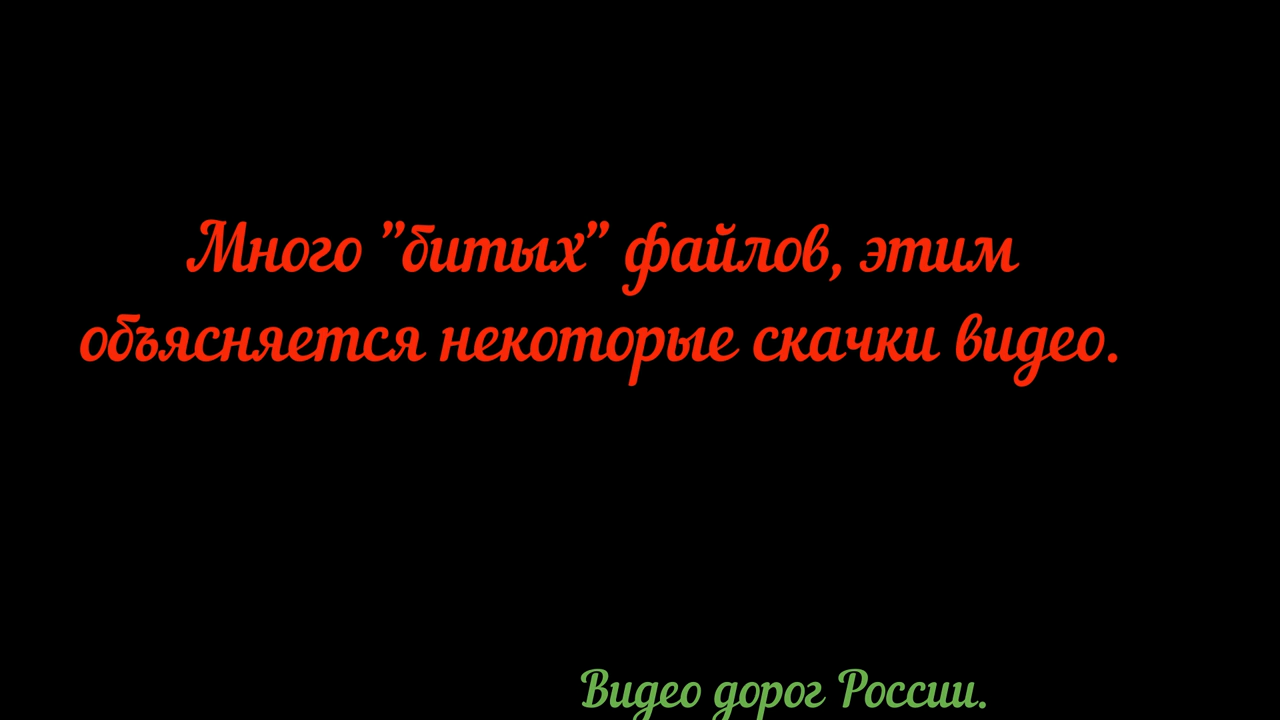 Много "битых" файлов, этим
объясняется некоторые скачки видео.
Видео дорог России.